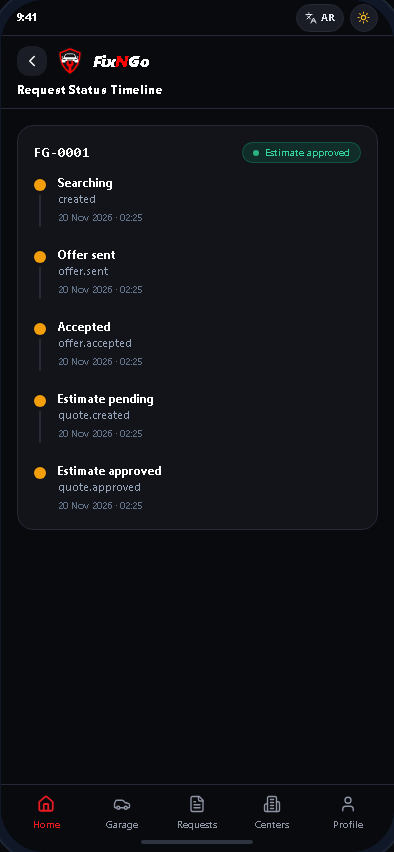 9:41
AR
FixNGo
Request Status Timeline
FG-0001
Estimate approved
Searching
created
20 Nov 2026 · 02:25
Offer sent
offer.sent
20 Nov 2026 · 02:25
Accepted
offer.accepted
20 Nov 2026 · 02:25
Estimate pending
quote.created
20 Nov 2026 · 02:25
Estimate approved
quote.approved
20 Nov 2026 · 02:25
Home Garage Requests Centers Profile